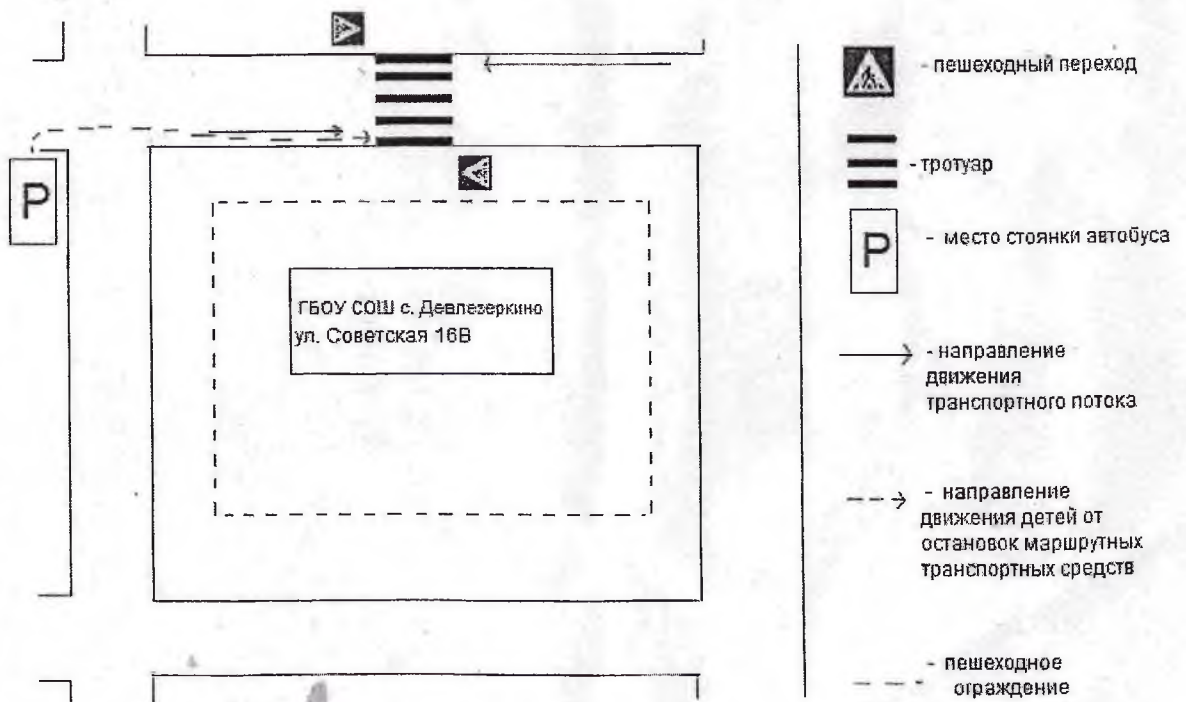 P
ГБОУ СОШ с. Девлезеркино
ул. Советская 16В
- пешеходный переход
- тротуар
P
- место стоянки автобуса
- направление
движения
транспортного потока
- направление
движения детей от
остановок маршрутных
транспортных средств
- пешеходное
ограждение